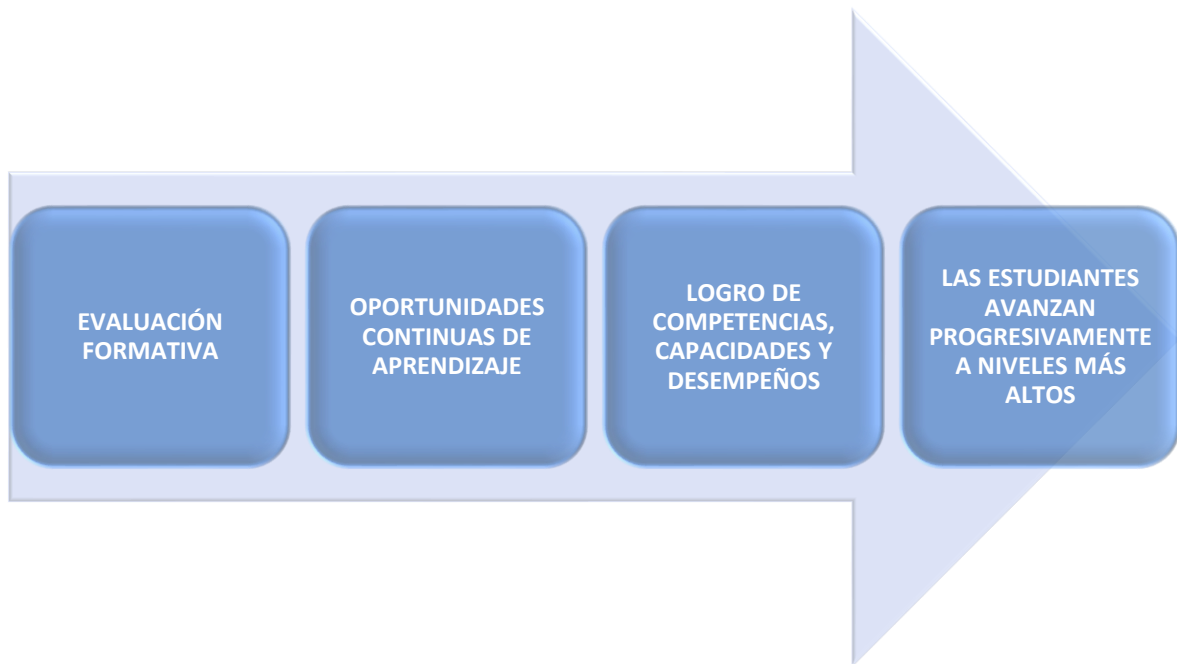 EVALUACIÓN
FORMATIVA
OPORTUNIDADES
CONTINUAS DE
APRENDIZAJE
LOGRO DE
COMPETENCIAS,
CAPACIDADES Y
DESEMPEÑOS
LAS ESTUDIANTES
AVANZAN
PROGRESIVAMENTE
A NIVELES MÁS
ALTOS